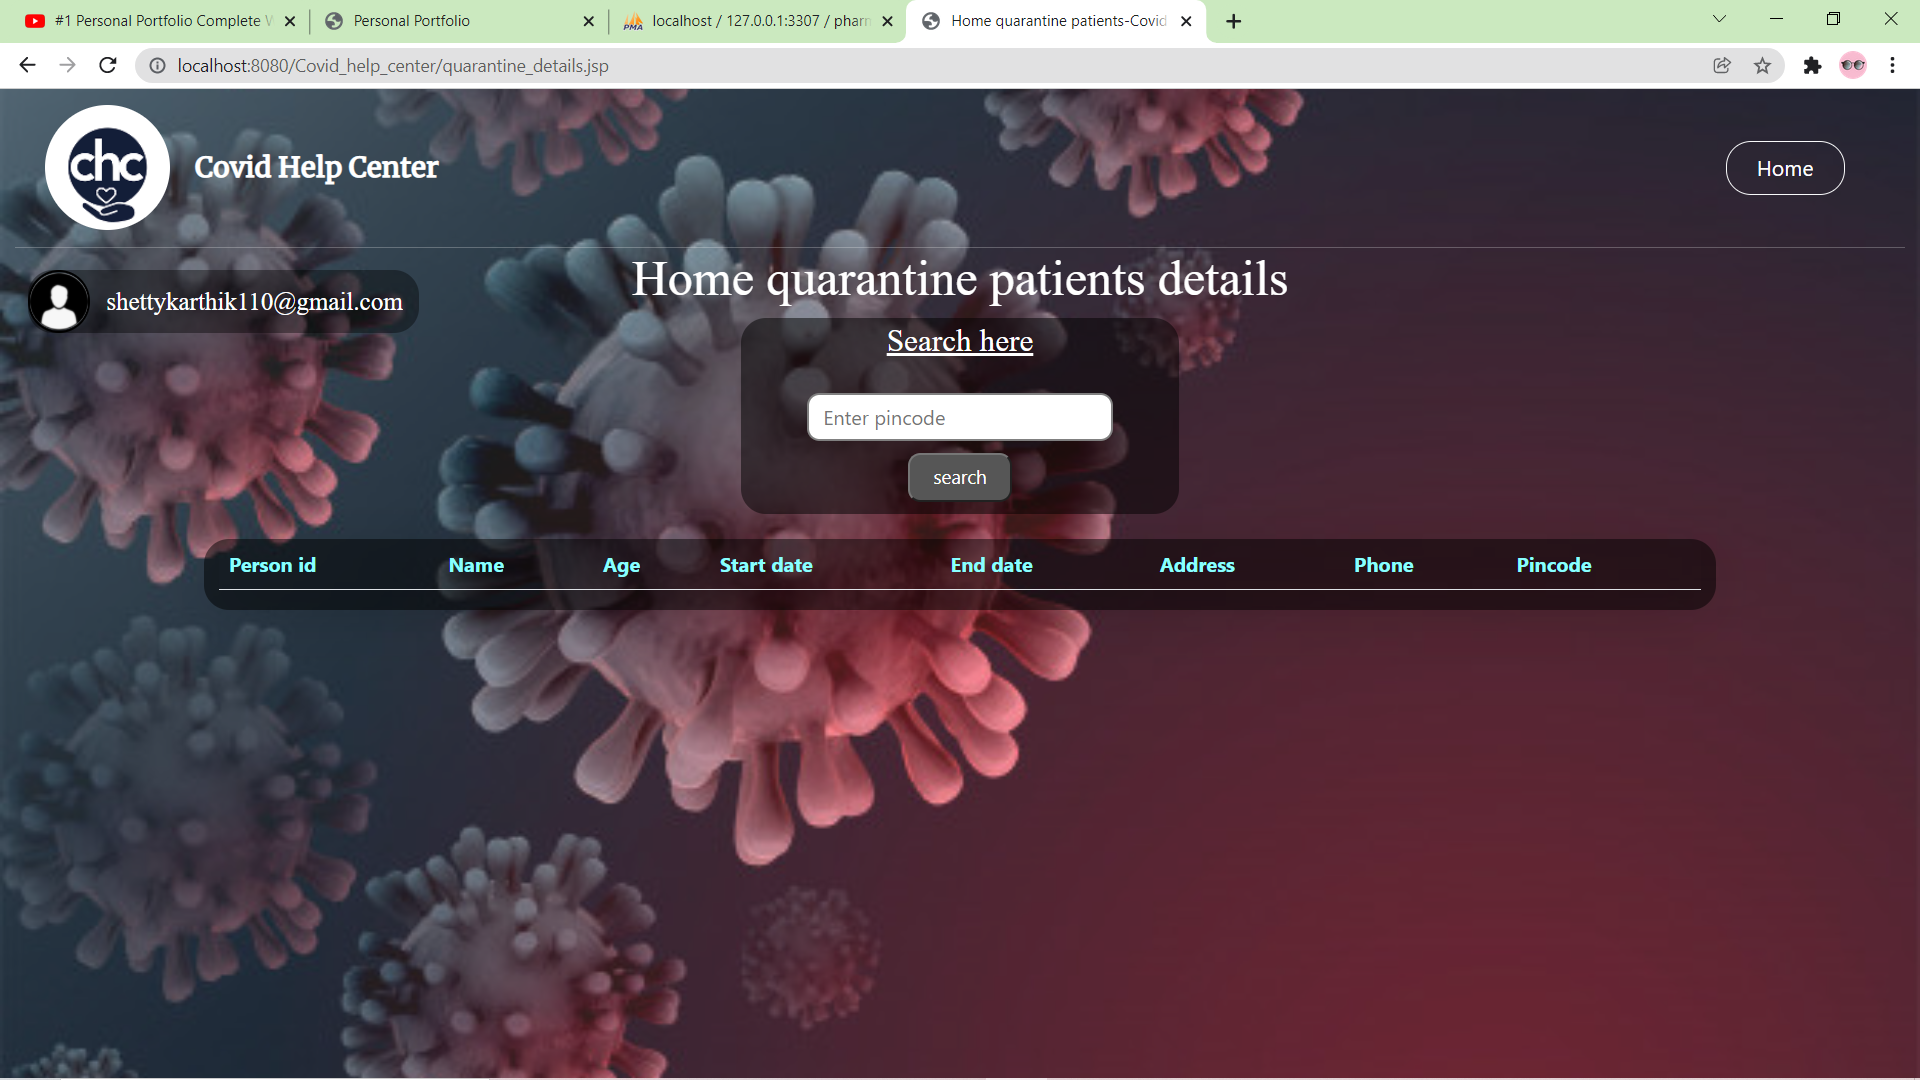 #1 Personal Portfolio Complete W
Personal Portfolio
PMA
localhost / 127.0.0.1:3307 / pharm
Home quarantine patients-Covid
localhost:8080/Covid_help_center/quarantine_details.jsp
chc
Covid Help Center
Home
shettykarthik110@gmail.com
Home quarantine patients details
Search here
Enter pincode
search
Person id Name Age Start date End date Address Phone Pincode